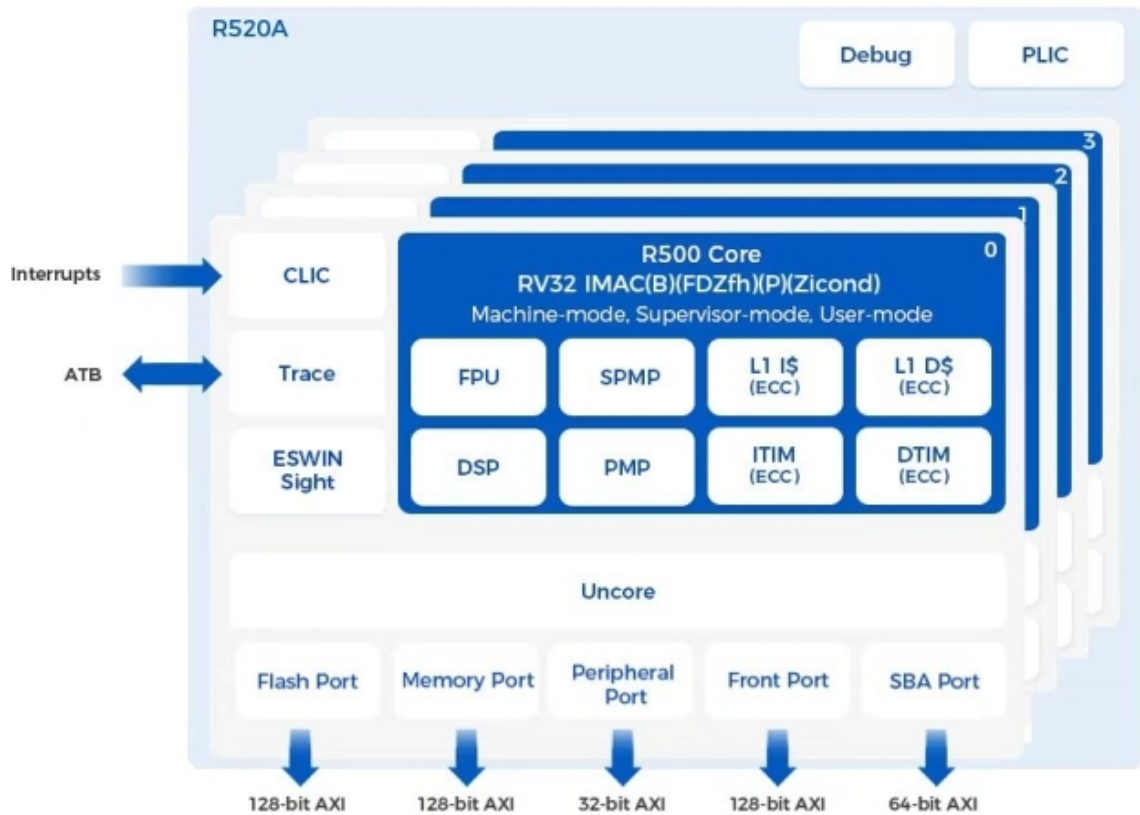 R520A
Debug
PLIC
3
2
1
0
Interrupts
CLIC
R500 Core
RV32 IMAC(B)(FDZfh)(P)(Zicond)
Machine-mode, Supervisor-mode, User-mode
ATB
Trace
FPU
SPMP
L1 I$
(ECC)
L1 D$
(ECC)
ESWIN
Sight
DSP
PMP
ITIM
(ECC)
DTIM
(ECC)
Uncore
Flash Port
Memory Port
Peripheral
Port
Front Port
SBA Port
128-bit AXI
128-bit AXI
32-bit AXI
128-bit AXI
64-bit AXI